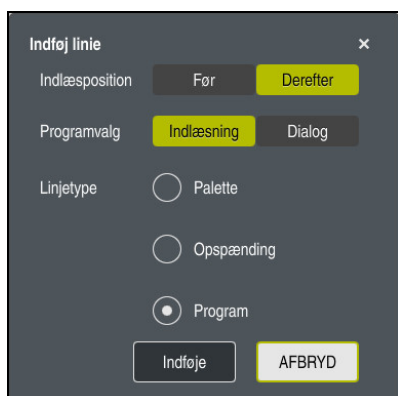 Indføj linie ×
Indlæsposition Før Derefter
Programvalg Indlæsning Dialog
Linjetype Palette
Opspænding
Program
Indføje AFBRYD